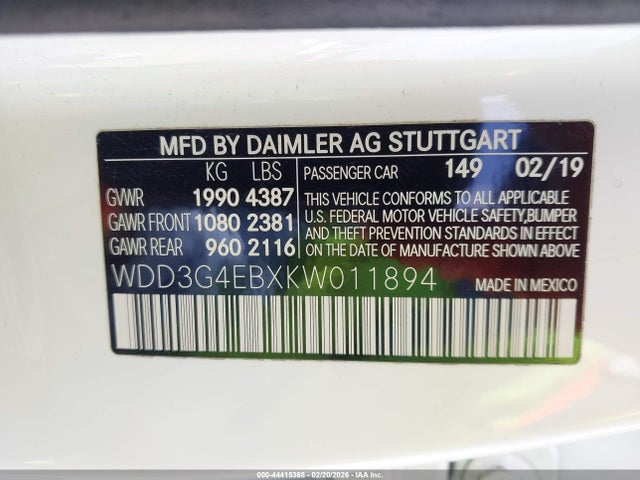 MFD BY DAIMLER AG STUTTGART
KG LBS
GVWR 1990 4387
GAWR FRONT 1080 2381
GAWR REAR 960 2116
PASSENGER CAR 149 02/19
THIS VEHICLE CONFORMS TO ALL APPLICABLE
U.S. FEDERAL MOTOR VEHICLE SAFETY,BUMPER
AND THEFT PREVENTION STANDARDS IN EFFECT
ON THE DATE OF MANUFACTURE SHOWN ABOVE
WDD3G4EBXKW011894 MADE IN MEXICO
000-44415368 - 02/20/2026 - IAAI Inc.